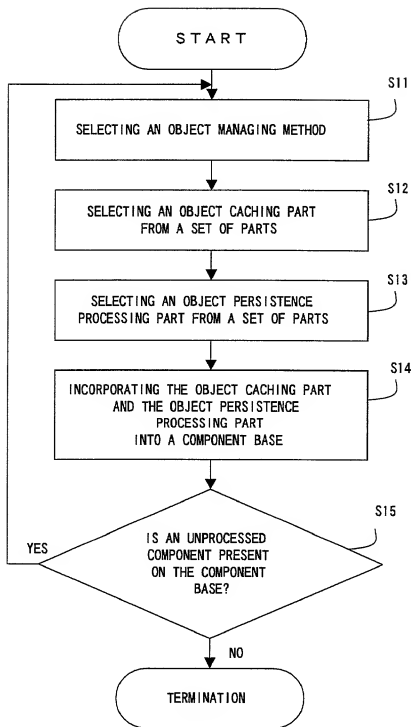 START
S11
SELECTING AN OBJECT MANAGING METHOD
S12
SELECTING AN OBJECT CACHING PART
FROM A SET OF PARTS
S13
SELECTING AN OBJECT PERSISTENCE
PROCESSING PART FROM A SET OF PARTS
S14
INCORPORATING THE OBJECT CACHING PART
AND THE OBJECT PERSISTENCE
PROCESSING PART
INTO A COMPONENT BASE
S15
YES
IS AN UNPROCESSED
COMPONENT PRESENT
ON THE COMPONENT
BASE?
NO
TERMINATION